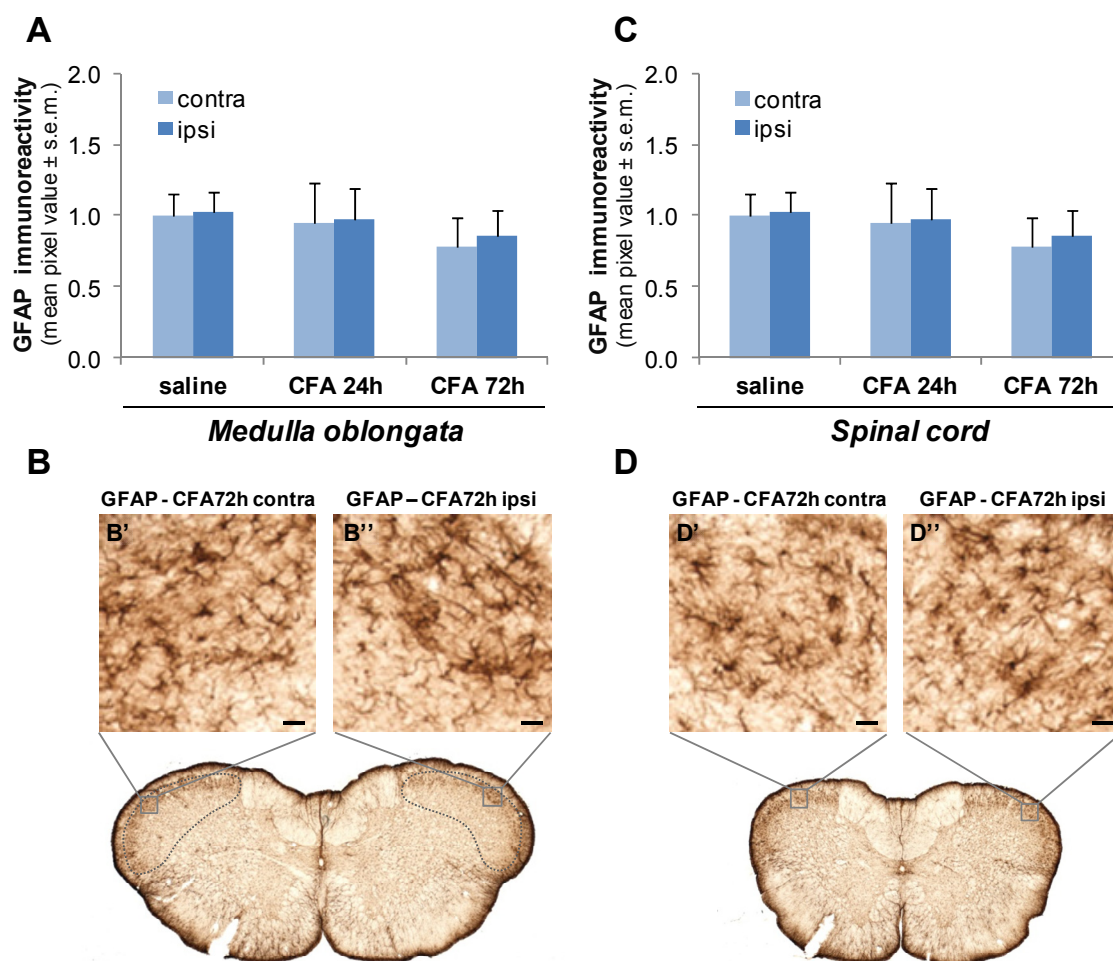 A
GFAP immunoreactivity
(mean pixel value ± s.e.m.)
2.0
1.5
1.0
0.5
0.0
contra
ipsi
saline CFA 24h CFA 72h
Medulla oblongata
C
GFAP immunoreactivity
(mean pixel value ± s.e.m.)
2.0
1.5
1.0
0.5
0.0
contra
ipsi
saline CFA 24h CFA 72h
Spinal cord
B
GFAP - CFA72h contra GFAP – CFA72h ipsi
B' B''
D
GFAP - CFA72h contra GFAP - CFA72h ipsi
D' D''